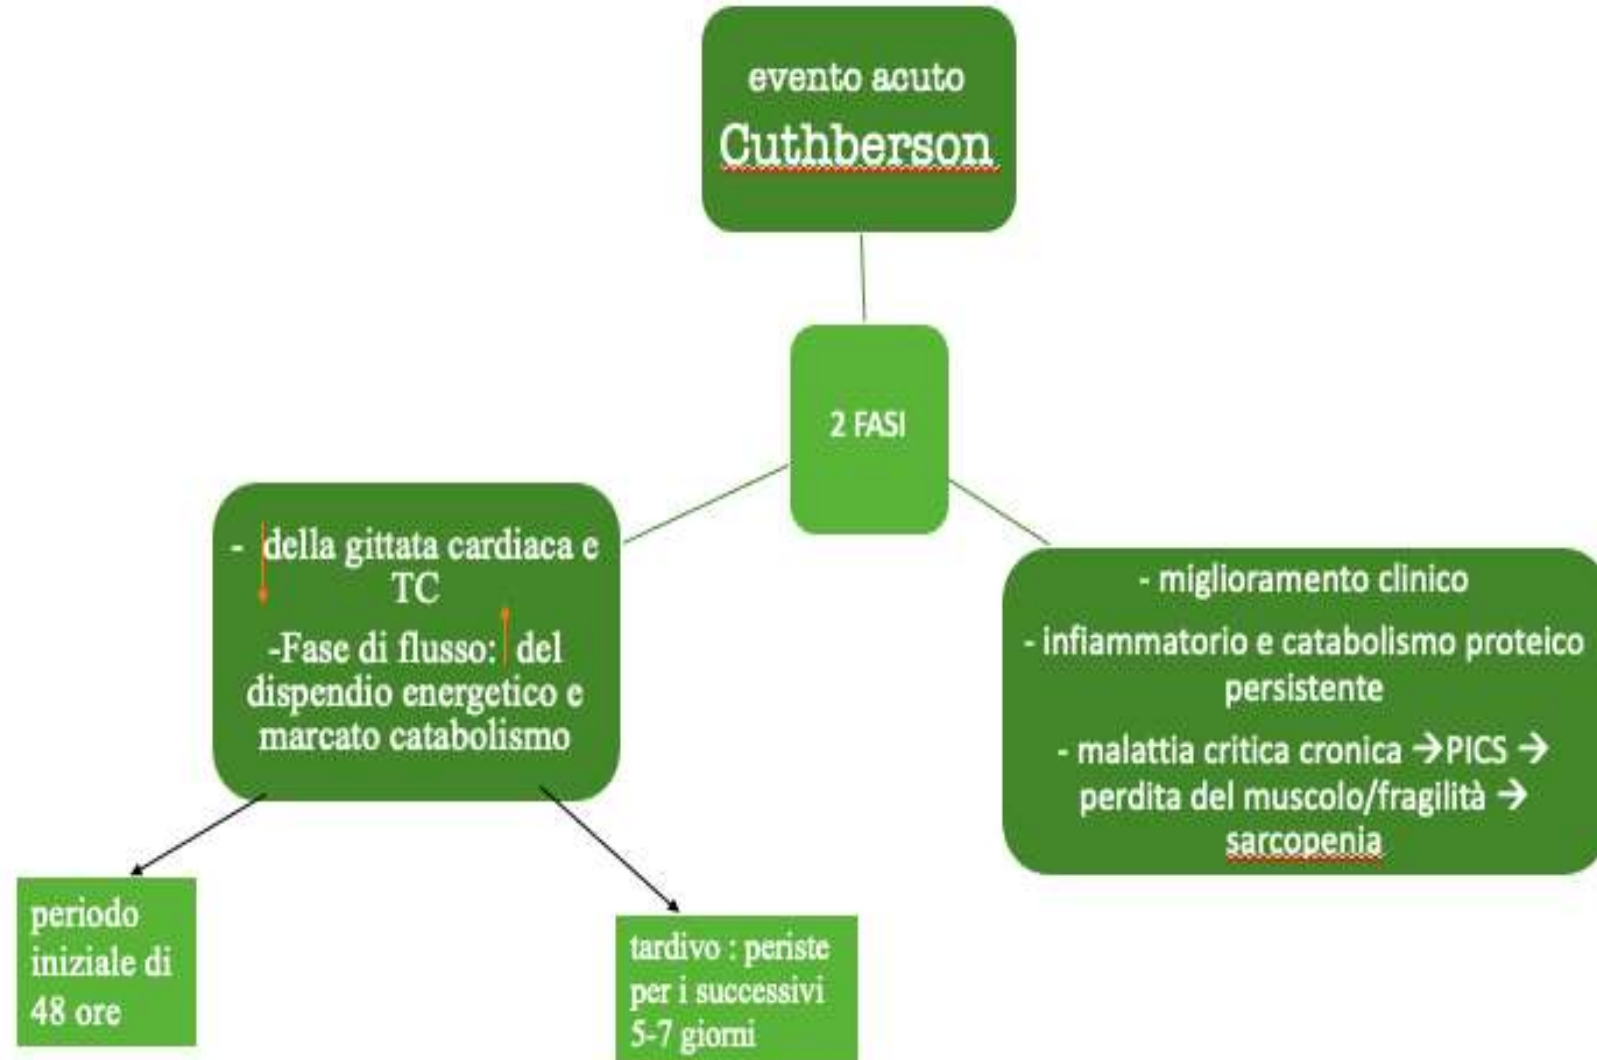 evento acuto
Cuthberson
2 FASI
- della gittata cardiaca e
TC
-Fase di flusso: del
dispendio energetico e
marcato catabolismo
- miglioramento clinico
- infiammatorio e catabolismo proteico
persistente
- malattia critica cronica →PICS →
perdita del muscolo/fragilità →
sarcopenia
periodo
iniziale di
48 ore
tardivo : periste
per i successivi
5-7 giorni